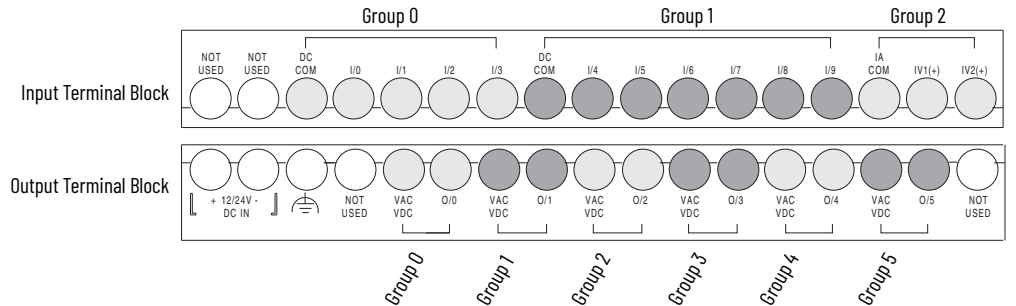 Group 0 Group 1 Group 2
NOT NOT DC DC IA
USED USED COM I/0 I/1 I/2 I/3 COM I/4 I/5 I/6 I/7 I/8 I/9 COM IV1(+) IV2(+)
Input Terminal Block
Output Terminal Block
+ 12/24V - NOT VAC O/0 VAC O/1 VAC O/2 VAC O/3 VAC O/4 VAC O/5 NOT
DC IN USED VDC VDC VDC VDC VDC VDC USED
Group 0 Group 1 Group 2 Group 3 Group 4 Group 5